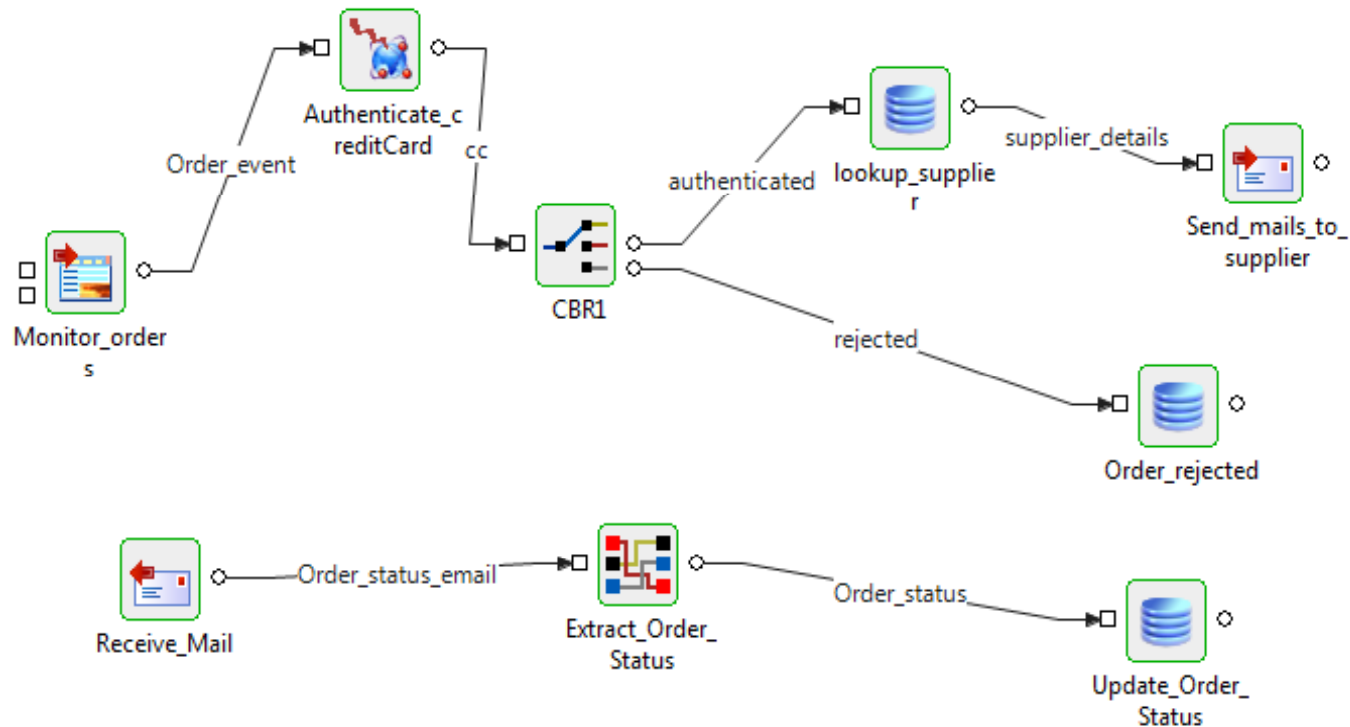 Authenticate_c
reditCard
Order_event
cc
authenticated
lookup_supplie
r
supplier_details
Send_mails_to_
supplier
Monitor_order
s
CBR1
rejected
Order_rejected
Receive_Mail
Order_status_email
Extract_Order_
Status
Order_status
Update_Order_
Status